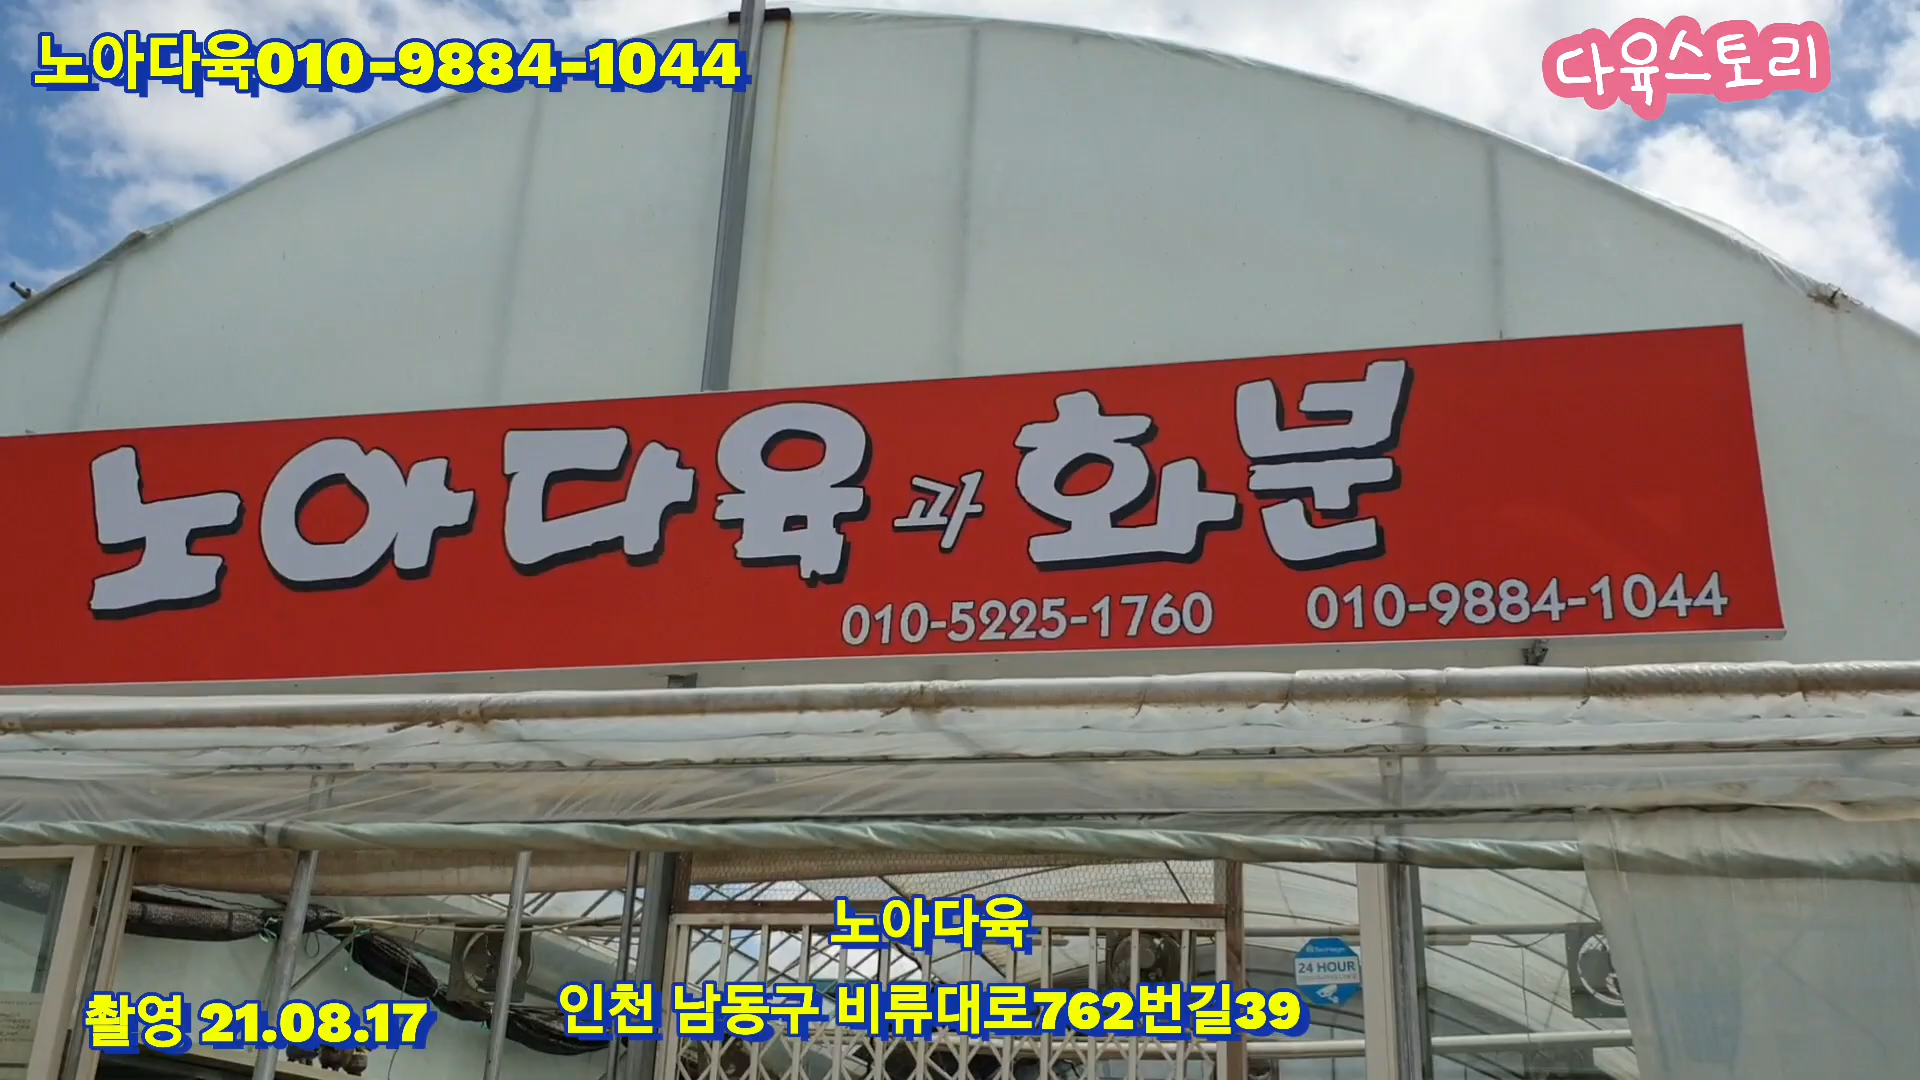 노아다육010-9884-1044
다육스토리
노아다육과 화분
010-5225-1760 010-9884-1044
노아다육
24 HOUR
촬영 21.08.17
인천 남동구 비류대로762번길39